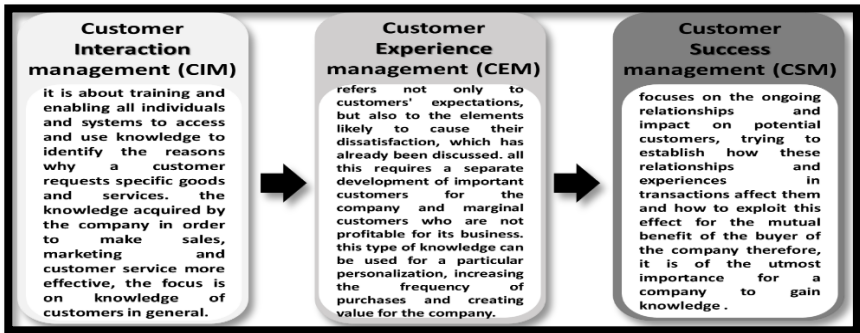 Customer
Interaction
management (CIM)
it is about training and
enabling all individuals
and systems to access
and use knowledge to
identify the reasons
why a customer
requests specific goods
and services. the
knowledge acquired by
the company in order
to make sales,
marketing and
customer service more
effective, the focus is
on knowledge of
customers in general.
Customer
Experience
management (CEM)
refers not only to
customers' expectations,
but also to the elements
likely to cause their
dissatisfaction, which has
already been discussed. all
this requires a separate
development of important
customers for the
company and marginal
customers who are not
profitable for its business.
this type of knowledge can
be used for a particular
personalization, increasing
the frequency of
purchases and creating
value for the company.
Customer
Success
management (CSM)
focuses on the ongoing
relationships and
impact on potential
customers, trying to
establish how these
relationships and
experiences in
transactions affect them
and how to exploit this
effect for the mutual
benefit of the buyer of
the company therefore,
it is of the utmost
importance for a
company to gain
knowledge .